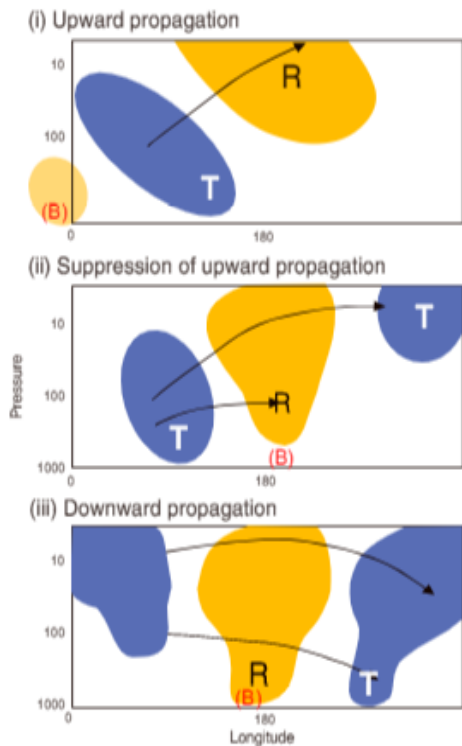 (i) Upward propagation
10
R
100
T
(B)
0
180
(ii) Suppression of upward propagation
T
10
Pressure
100
R
T
(B)
1000
180
(iii) Downward propagation
10
100
R
T
(B)
1000
0
180
Longitude